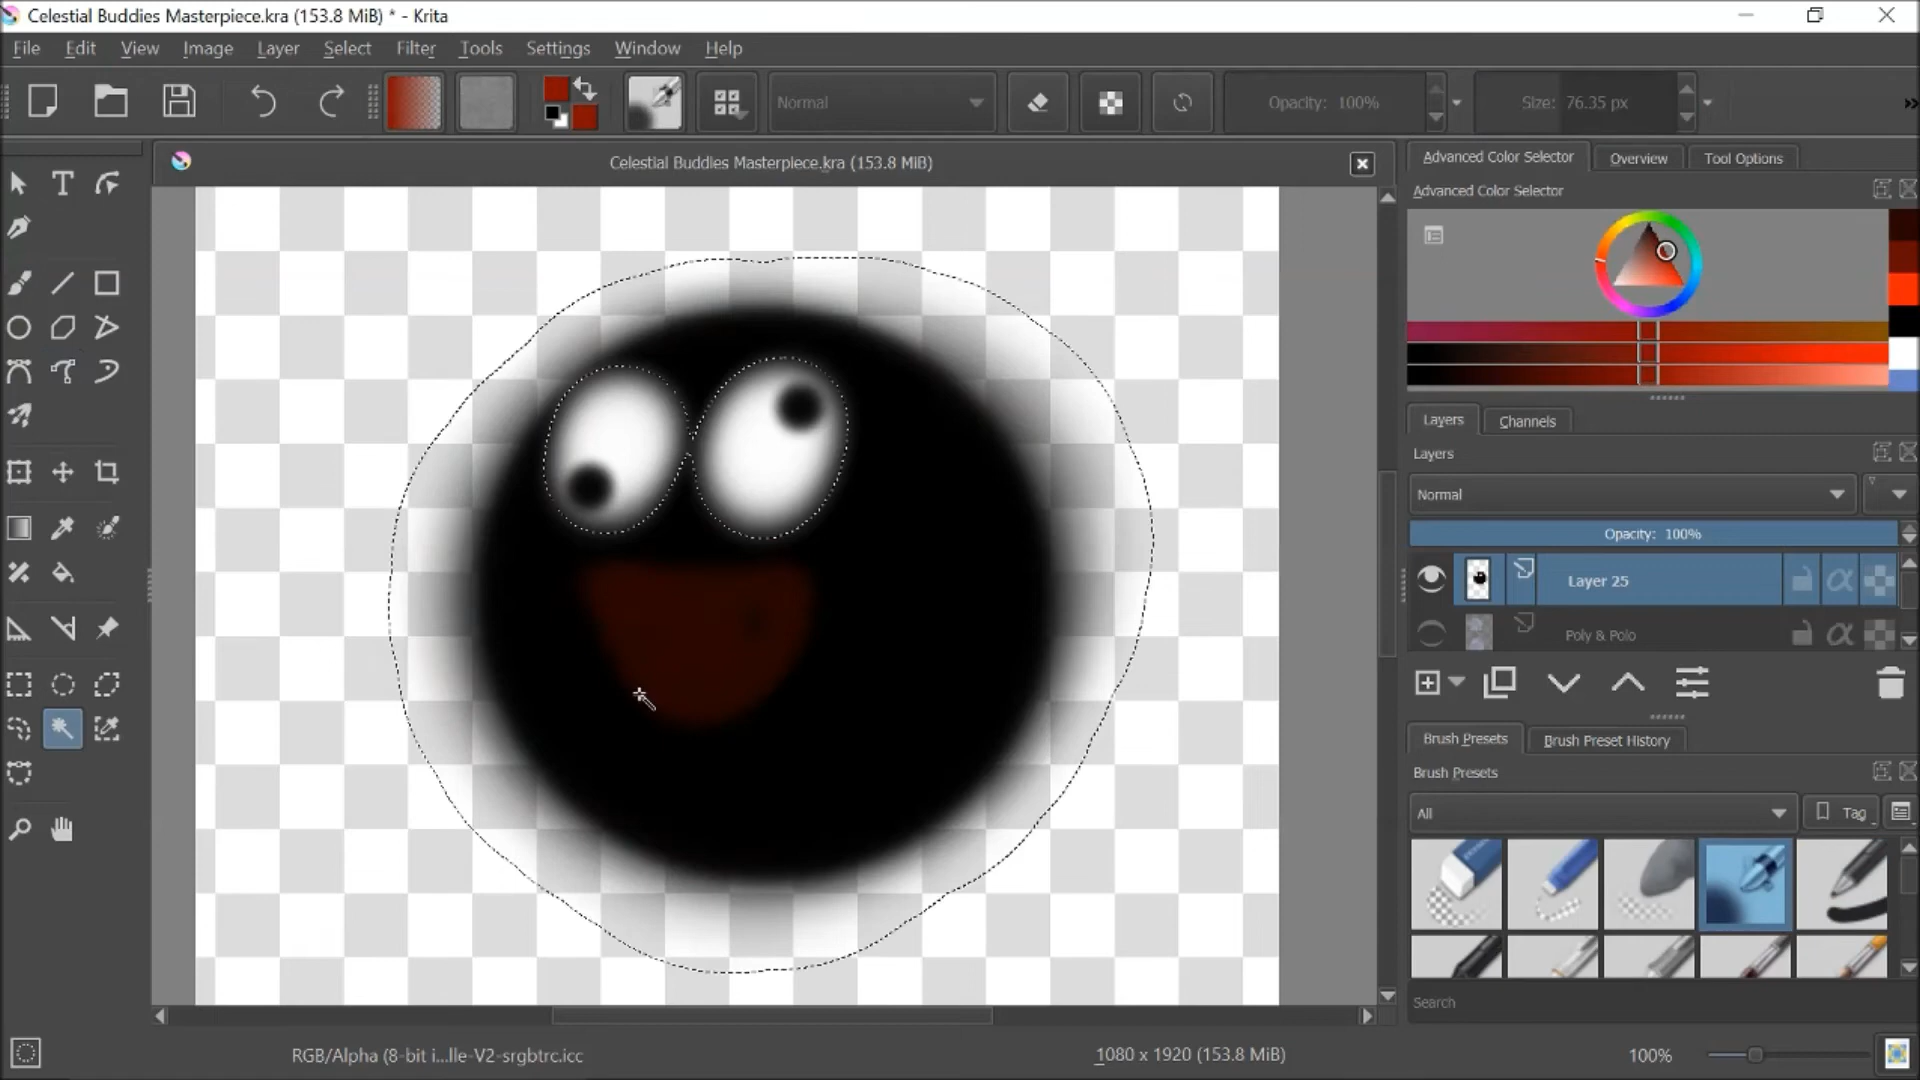 Celestial Buddies Masterpiece.kra (153.8 MiB) * - Krita
File Edit View Image Layer Select Filter Tools Settings Window Help
Normal
Opacity: 100%
Size: 76.35 px
»
Celestial Buddies Masterpiece.kra (153.8 MiB)
Advanced Color Selector Overview Tool Options
Advanced Color Selector
Layers Channels
Layers
Normal
Opacity: 100%
Layer 25
Poly & Polo
Brush Presets Brush Preset History
Brush Presets
All
Tag
Search
RGB/Alpha (8-bit i...lle-V2-srgbtrc.icc
1080 x 1920 (153.8 MiB)
100%